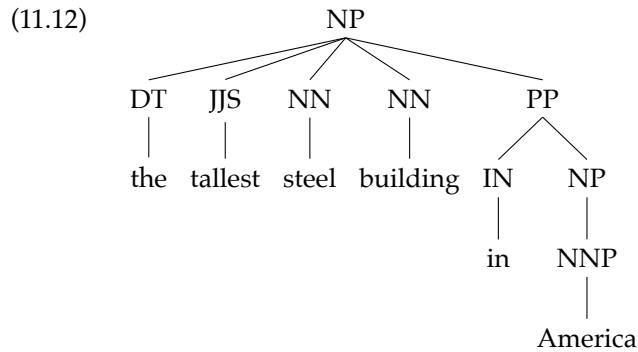 (11.12) NP
DT JJS NN NN PP
the tallest steel building IN NP
in NNP
America